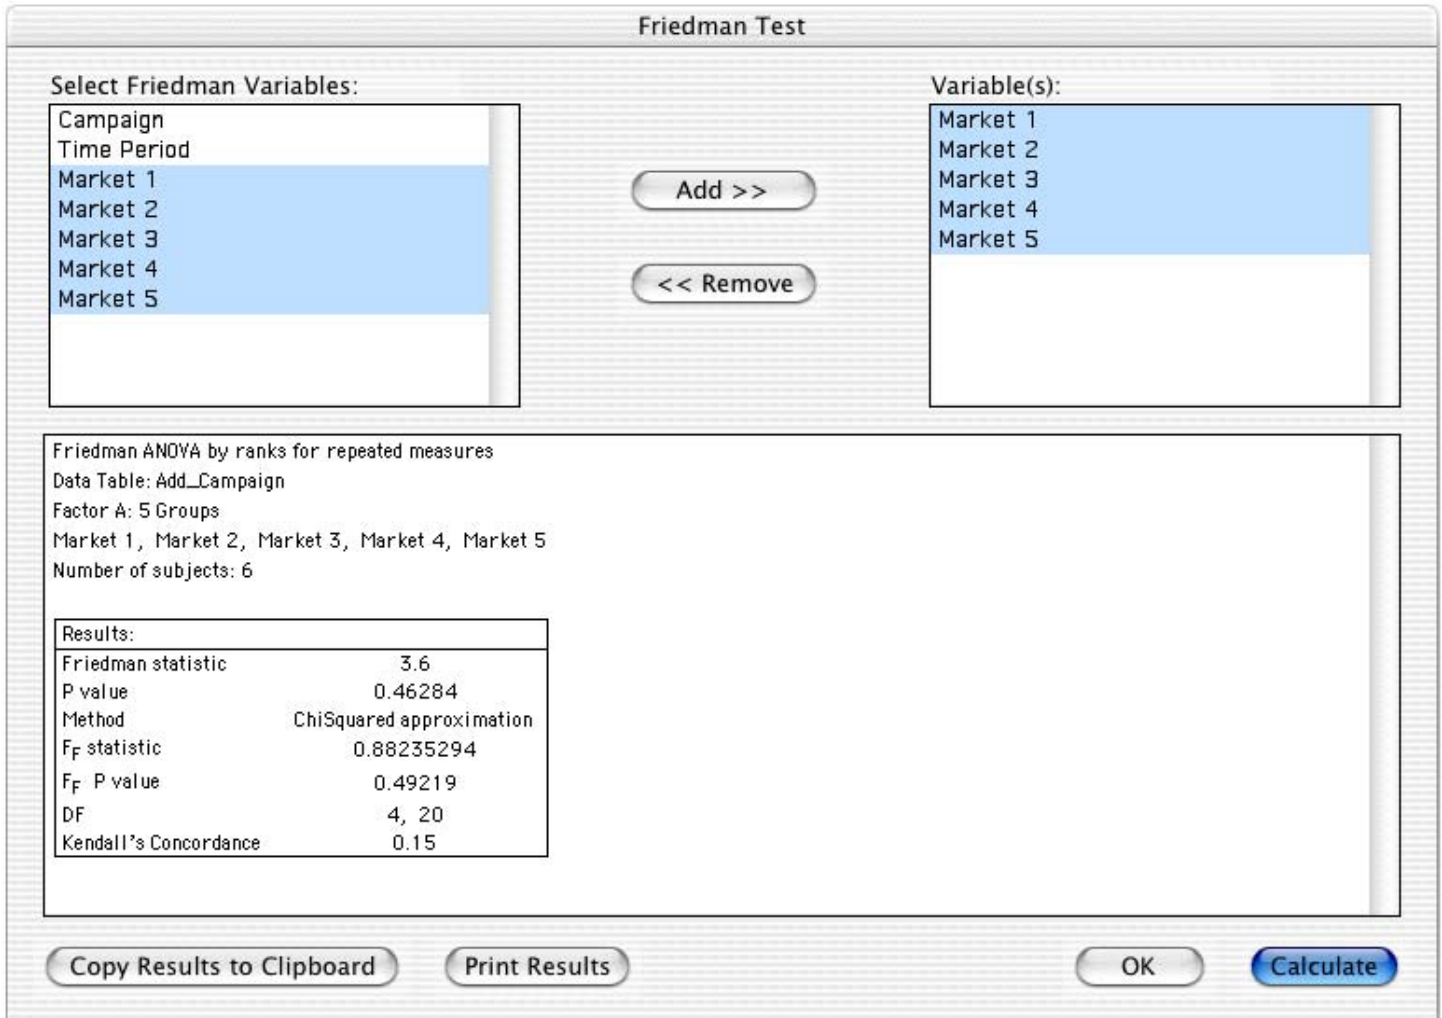 Friedman Test
Select Friedman Variables:
Campaign
Time Period
Market 1
Market 2
Market 3
Market 4
Market 5
Add >>
<< Remove
Variable(s):
Market 1
Market 2
Market 3
Market 4
Market 5
Friedman ANOVA by ranks for repeated measures
Data Table: Add_Campaign
Factor A: 5 Groups
Market 1, Market 2, Market 3, Market 4, Market 5
Number of subjects: 6
Results:
Friedman statistic 3.6
P value 0.46284
Method ChiSquared approximation
FF statistic 0.88235294
FF P value 0.49219
DF 4, 20
Kendall's Concordance 0.15
Copy Results to Clipboard
Print Results
OK
Calculate